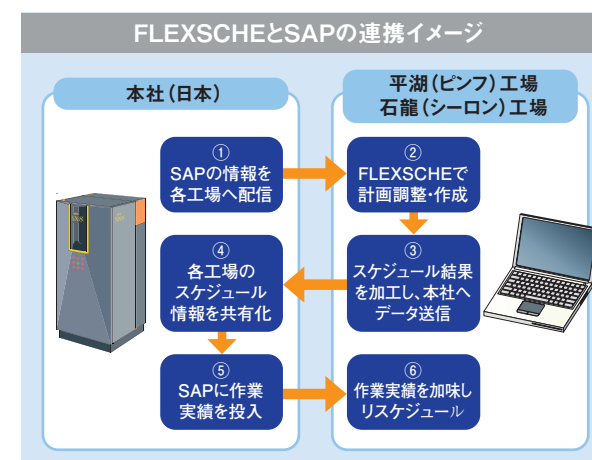 FLEXSCHEとSAPの連携イメージ
本社(日本)
平湖(ピンフ)工場
石龍(シーロン)工場
①
SAPの情報を
各工場へ配信
②
FLEXSCHEで
計画調整・作成
③
スケジュール結果
を加工し、本社へ
データ送信
④
各工場の
スケジュール
情報を共有化
⑤
SAPに作業
実績を投入
⑥
作業実績を加味し
リスケジュール